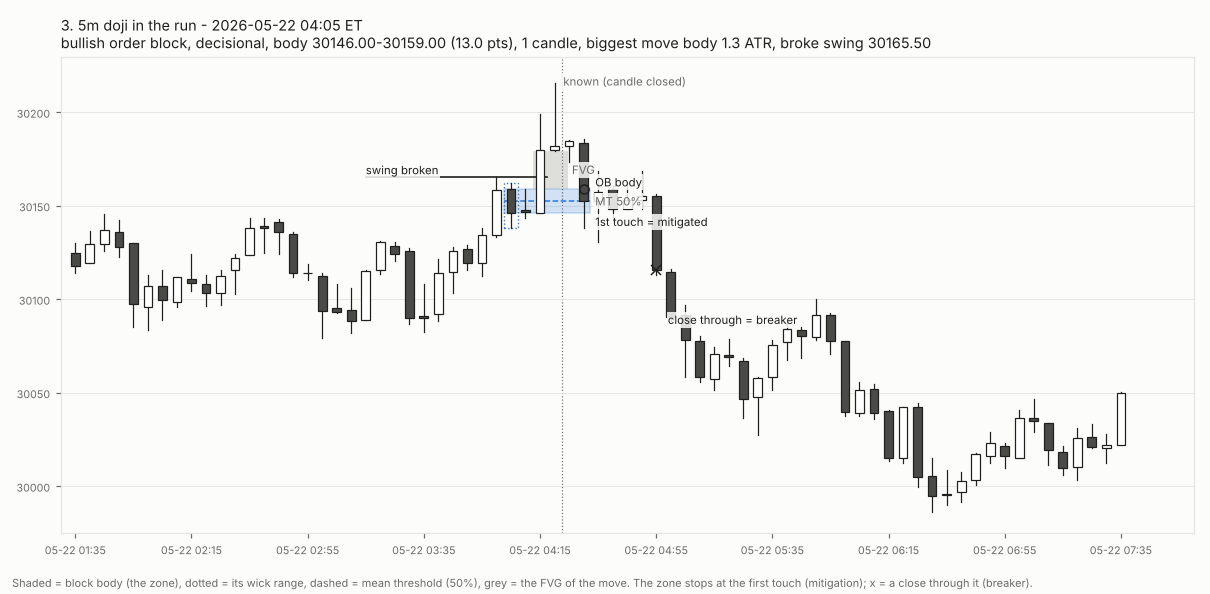 3. 5m doji in the run - 2026-05-22 04:05 ET
bullish order block, decisional, body 30146.00-30159.00 (13.0 pts), 1 candle, biggest move body 1.3 ATR, broke swing 30165.50
known (candle closed)
30200
swing broken
FVG
OB body
30150
MT 50%
1st touch = mitigated
30100
close through = breaker
30050
30000
05-22 01:35
05-22 02:15
05-22 02:55
05-22 03:35
05-22 04:15
05-22 04:55
05-22 05:35
05-22 06:15
05-22 06:55
05-22 07:35
Shaded = block body (the zone), dotted = its wick range, dashed = mean threshold (50%), grey = the FVG of the move. The zone stops at the first touch (mitigation); x = a close through it (breaker).